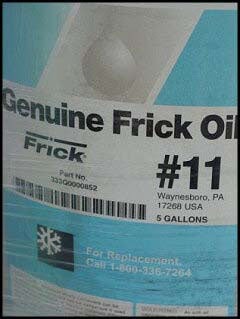 Genuine Frick Oil
Frick
#11
Part No.
333Q0000852
Waynesboro, PA
17268 USA
5 GALLONS
For Replacement,
Call 1-800-336-7264